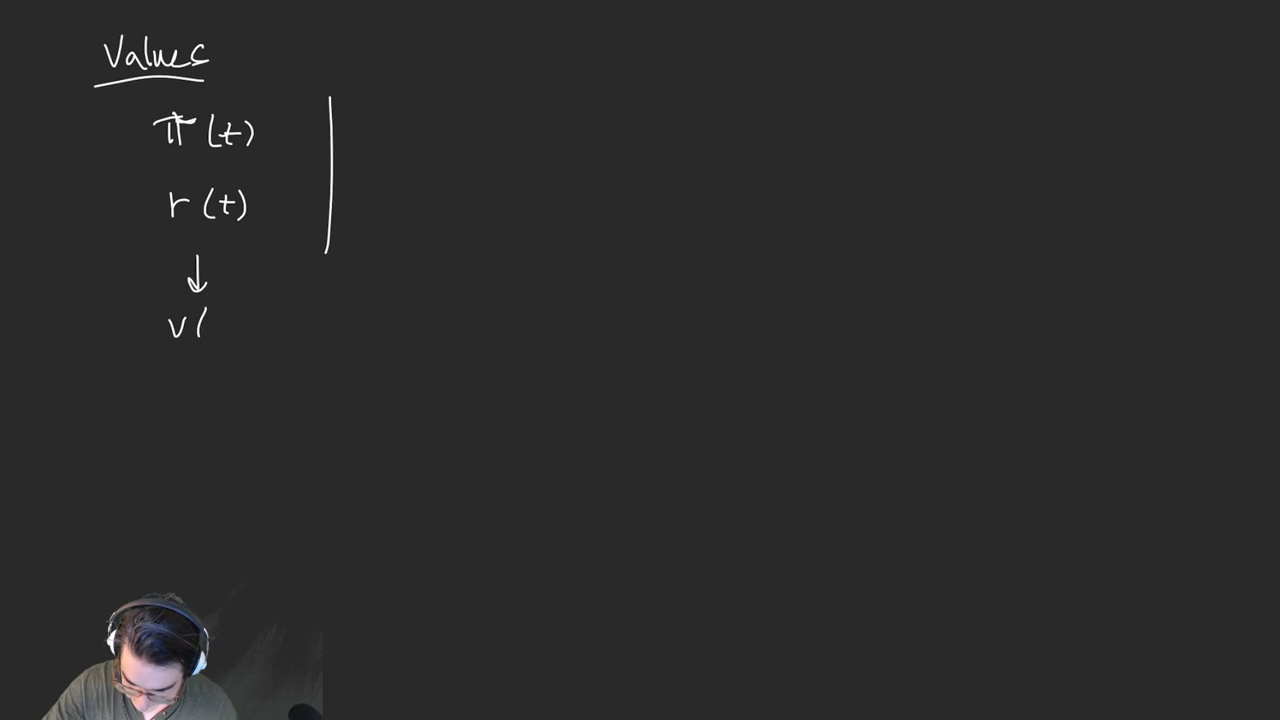 Values
π(t)
r(t)
↓
v(